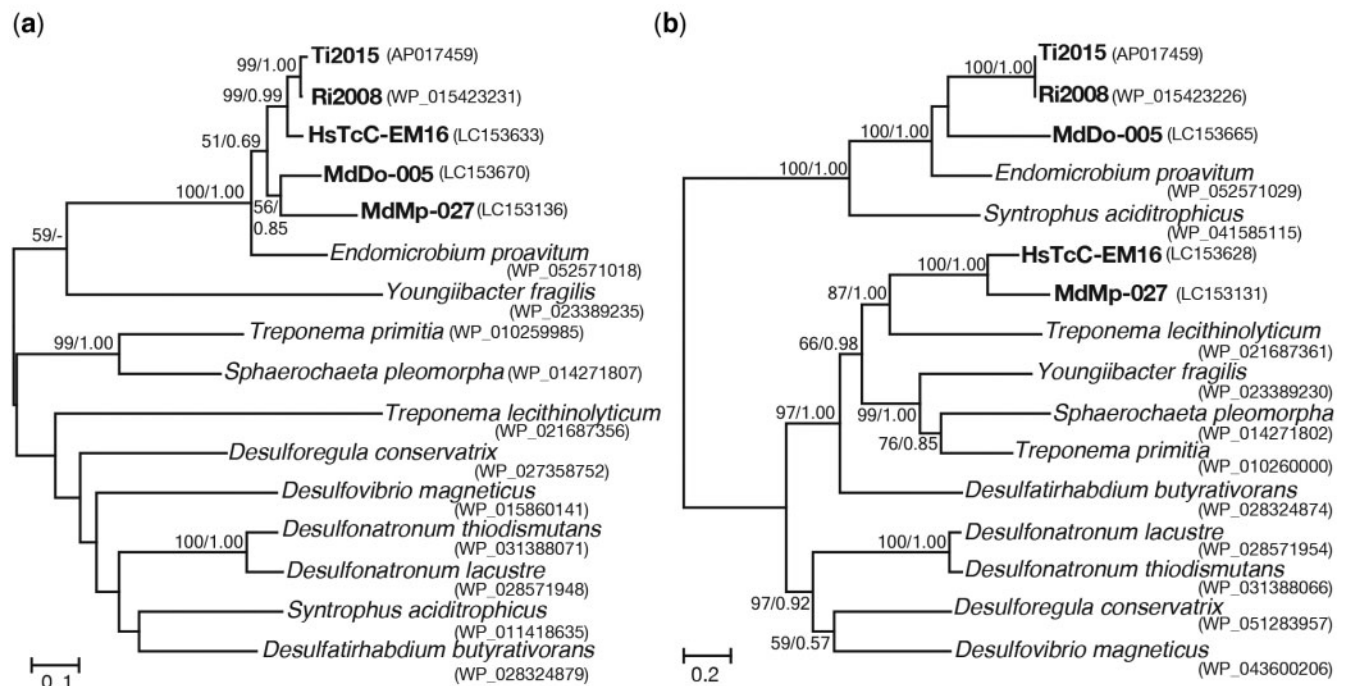 (a)
99/1.00
Ti2015 (AP017459)
99/0.99
Ri2008 (WP_015423231)
51/0.69
HsTcC-EM16 (LC153633)
MdDo-005 (LC153670)
100/1.00
56/
0.85
MdMp-027 (LC153136)
59/-
Endomicrobium proavitum
(WP_052571018)
Youngiibacter fragilis
(WP_023389235)
Treponema primitia (WP_010259985)
99/1.00
Sphaerochaeta pleomorpha (WP_014271807)
Treponema lecithinolyticum
(WP_021687356)
Desulforegula conservatrix
(WP_027358752)
Desulfovibrio magneticus
(WP_015860141)
Desulfonatronum thiodismutans
(WP_031388071)
100/1.00
Desulfonatronum lacustre
(WP_028571948)
Syntrophus aciditrophicus
(WP_011418635)
Desulfatirhabdium butyrativorans
(WP_028324879)
0.1
(b)
100/1.00
Ti2015 (AP017459)
Ri2008 (WP_015423226)
100/1.00
MdDo-005 (LC153665)
100/1.00
Endomicrobium proavitum
(WP_052571029)
Syntrophus aciditrophicus
(WP_041585115)
HsTcC-EM16 (LC153628)
100/1.00
MdMp-027 (LC153131)
87/1.00
Treponema lecithinolyticum
(WP_021687361)
66/0.98
Youngiibacter fragilis
(WP_023389230)
99/1.00
Sphaerochaeta pleomorpha
(WP_014271802)
97/1.00
76/0.85
Treponema primitia
(WP_010260000)
Desulfatirhabdium butyrativorans
(WP_028324874)
Desulfonatronum lacustre
(WP_028571954)
100/1.00
Desulfonatronum thiodismutans
(WP_031388066)
97/0.92
Desulforegula conservatrix
(WP_051283957)
59/0.57
Desulfovibrio magneticus
(WP_043600206)
0.2